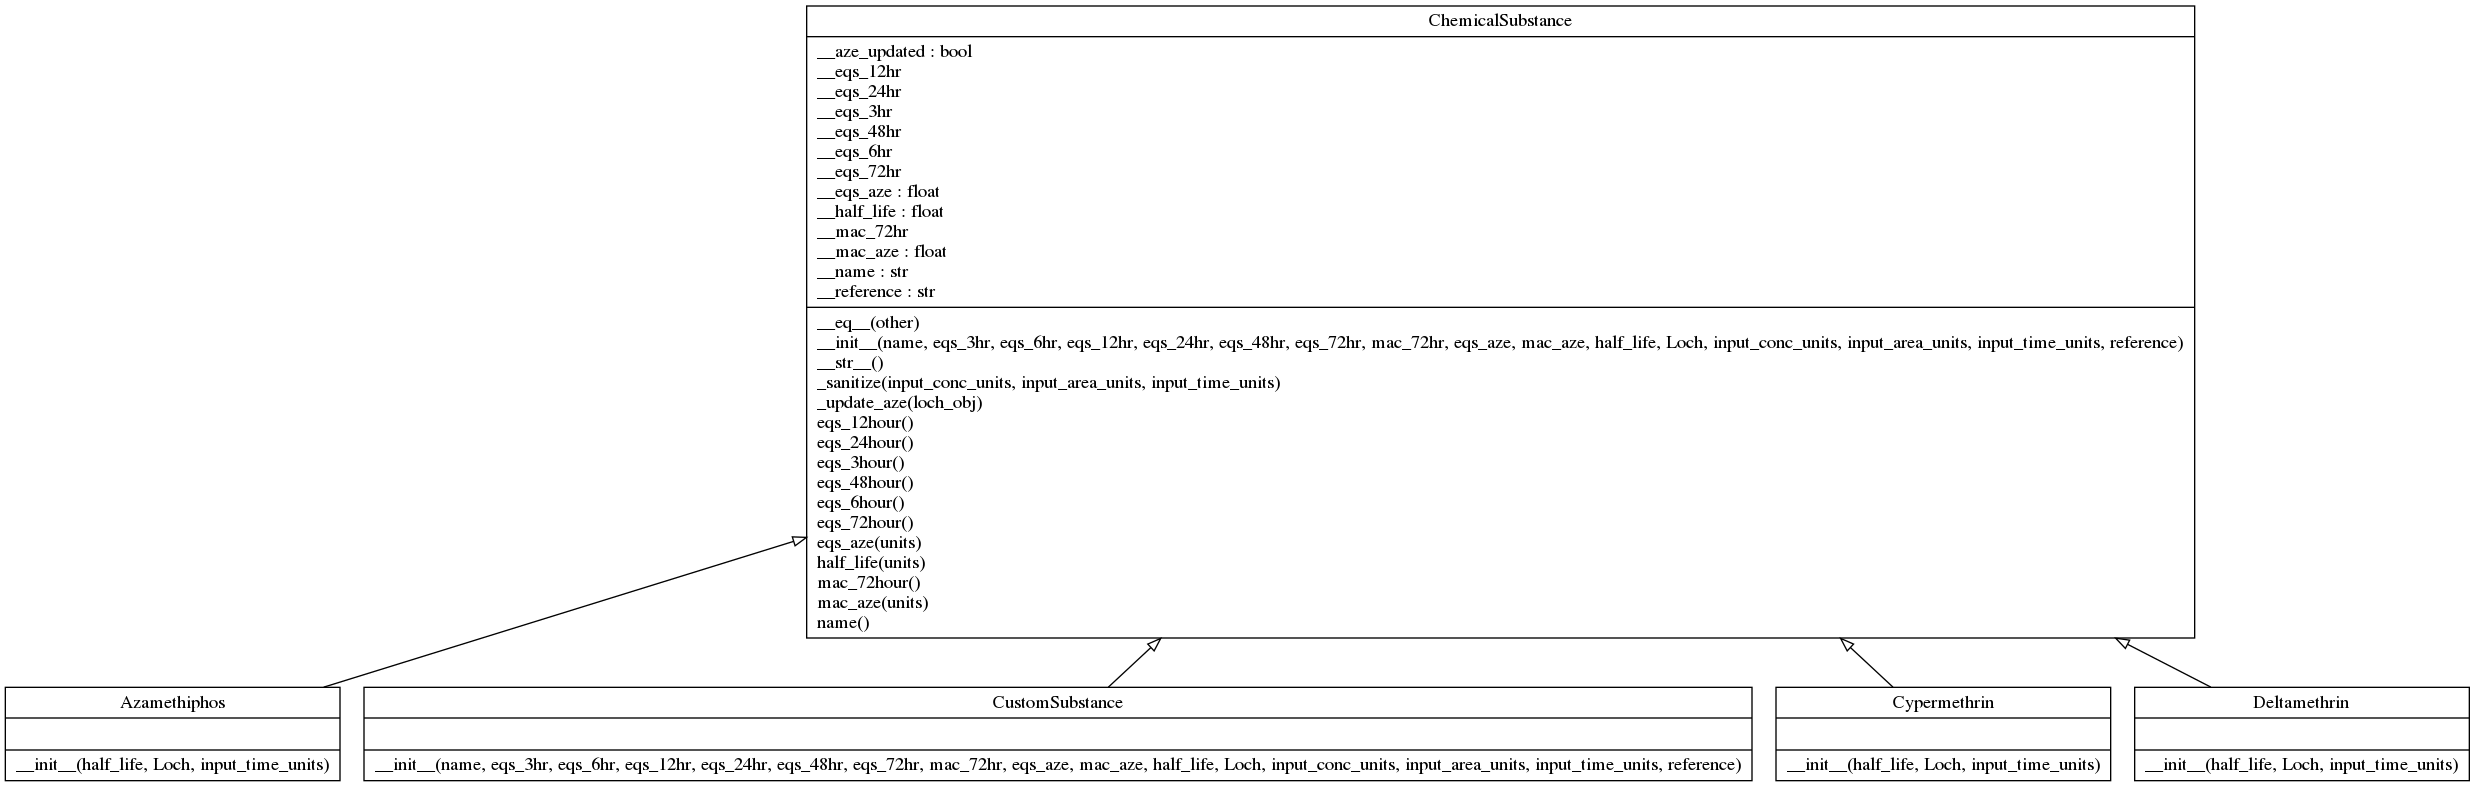 ChemicalSubstance
__aze_updated : bool
__eqs_12hr
__eqs_24hr
__eqs_3hr
__eqs_48hr
__eqs_6hr
__eqs_72hr
__eqs_aze : float
__half_life : float
__mac_72hr
__mac_aze : float
__name : str
__reference : str
__eq__(other)
__init__(name, eqs_3hr, eqs_6hr, eqs_12hr, eqs_24hr, eqs_48hr, eqs_72hr, mac_72hr, eqs_aze, mac_aze, half_life, Loch, input_conc_units, input_area_units, input_time_units, reference)
__str__()
_sanitize(input_conc_units, input_area_units, input_time_units)
_update_aze(loch_obj)
eqs_12hour()
eqs_24hour()
eqs_3hour()
eqs_48hour()
eqs_6hour()
eqs_72hour()
eqs_aze(units)
half_life(units)
mac_72hour()
mac_aze(units)
name()
Azamethiphos
__init__(half_life, Loch, input_time_units)
CustomSubstance
__init__(name, eqs_3hr, eqs_6hr, eqs_12hr, eqs_24hr, eqs_48hr, eqs_72hr, mac_72hr, eqs_aze, mac_aze, half_life, Loch, input_conc_units, input_area_units, input_time_units, reference)
Cypermethrin
__init__(half_life, Loch, input_time_units)
Deltamethrin
__init__(half_life, Loch, input_time_units)